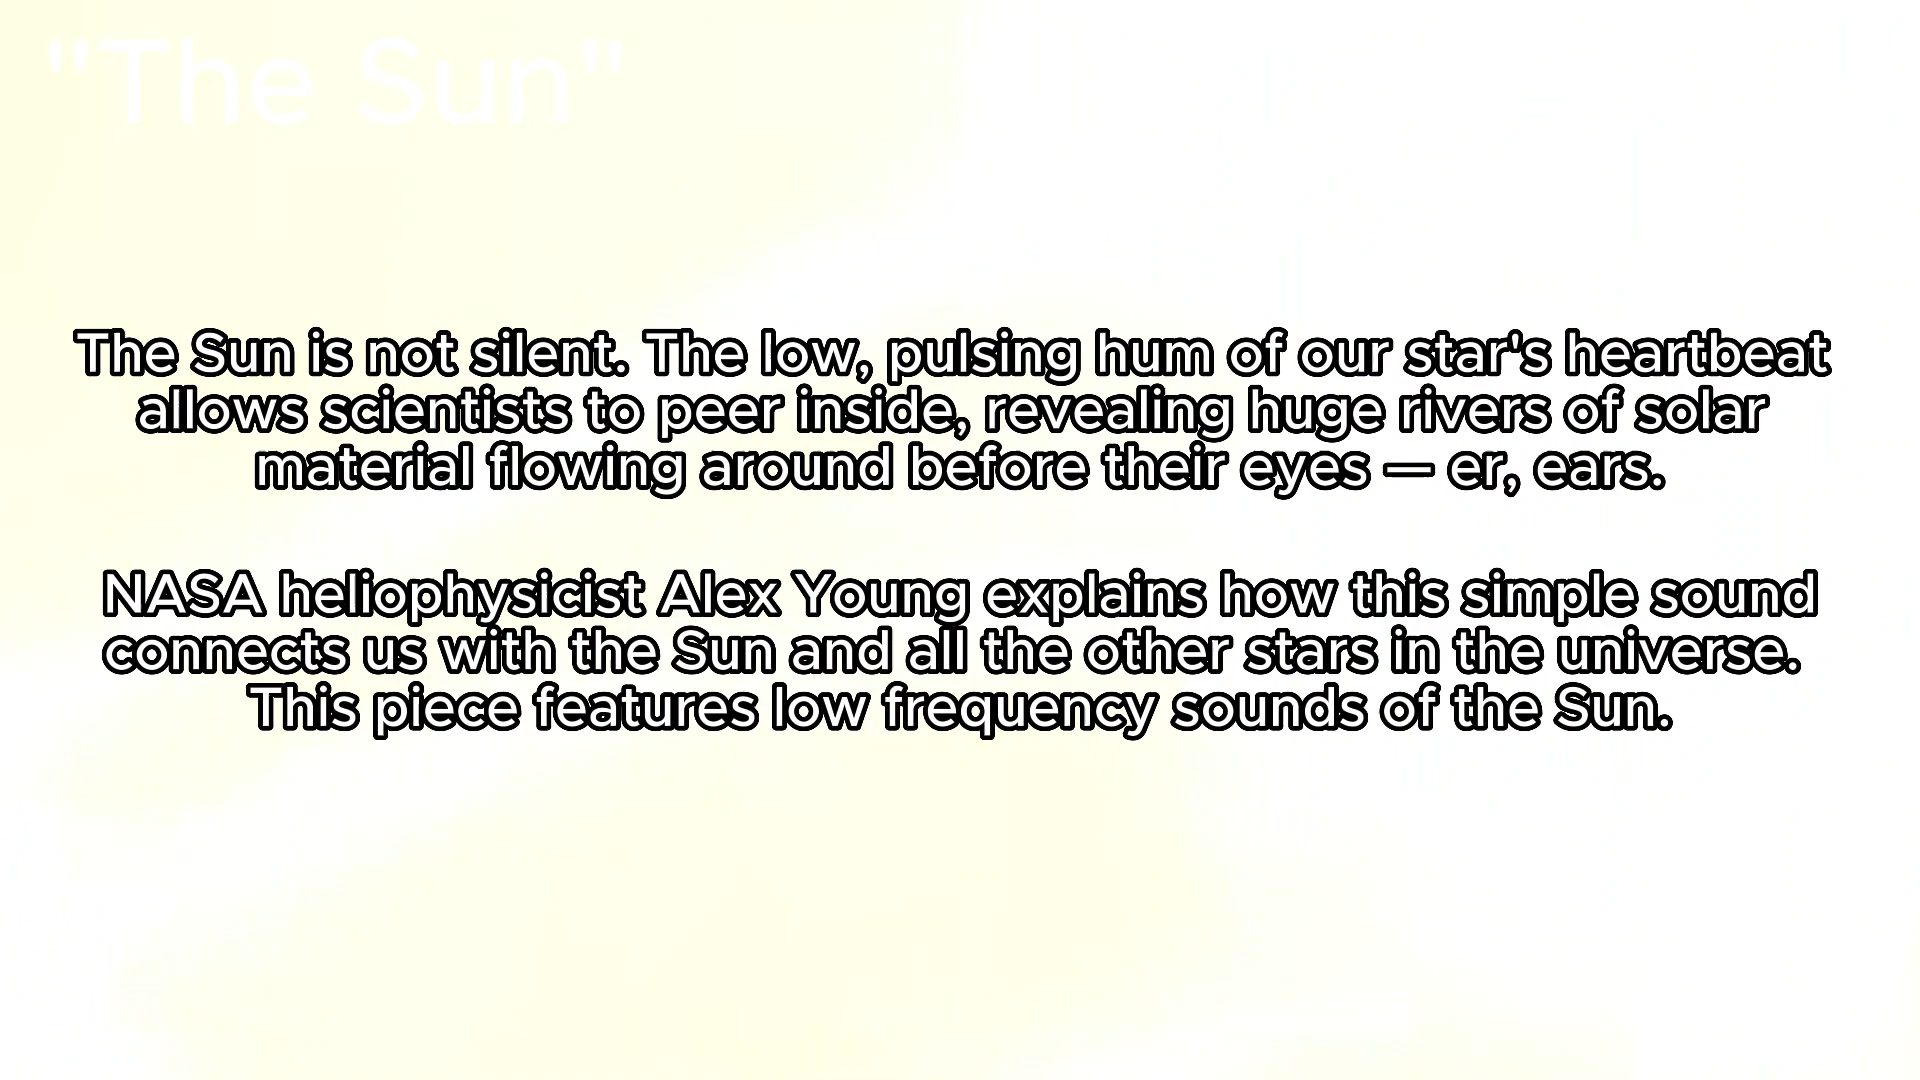 "The Sun"
The Sun is not silent. The low, pulsing hum of our star's heartbeat
allows scientists to peer inside, revealing huge rivers of solar
material flowing around before their eyes — er, ears.
NASA heliophysicist Alex Young explains how this simple sound
connects us with the Sun and all the other stars in the universe.
This piece features low frequency sounds of the Sun.